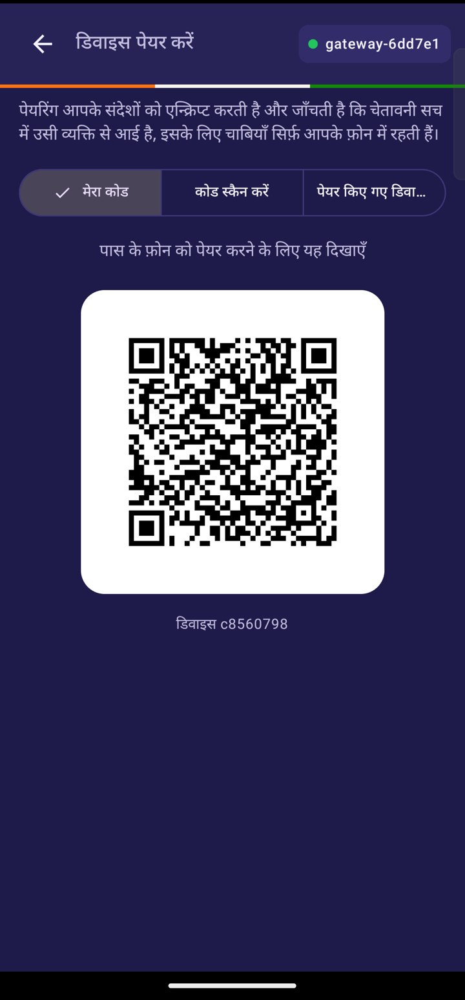 डिवाइस पेयर करें
gateway-6dd7e1
पेयरिंग आपके संदेशों को एन्क्रिप्ट करती है और जाँचती है कि चेतावनी सच
में उसी व्यक्ति से आई है, इसके लिए चाबियाँ सिर्फ़ आपके फ़ोन में रहती हैं।
मेरा कोड
कोड स्कैन करें
पेयर किए गए डिवा...
पास के फ़ोन को पेयर करने के लिए यह दिखाएँ
डिवाइस c8560798